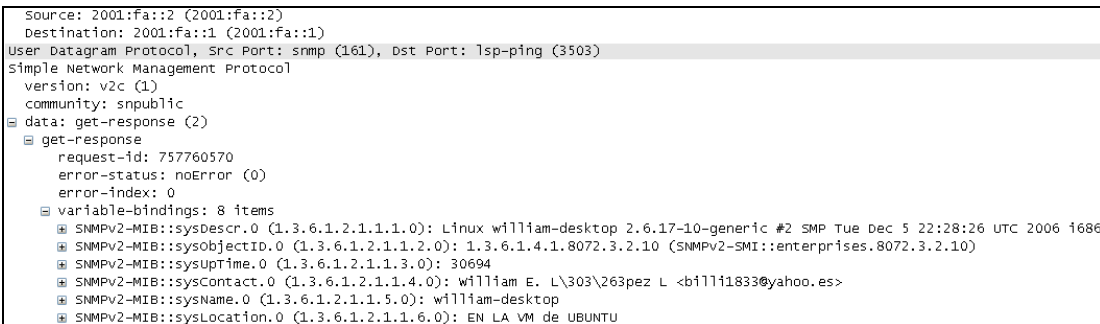 Source: 2001:fa::2 (2001:fa::2)
Destination: 2001:fa::1 (2001:fa::1)
User Datagram Protocol, Src Port: snmp (161), Dst Port: lsp-ping (3503)
Simple Network Management Protocol
version: v2c (1)
community: snpublic
data: get-response (2)
get-response
request-id: 757760570
error-status: noError (0)
error-index: 0
variable-bindings: 8 items
SNMPv2-MIB::sysDescr.0 (1.3.6.1.2.1.1.1.0): Linux william-desktop 2.6.17-10-generic #2 SMP Tue Dec 5 22:28:26 UTC 2006 i686
SNMPv2-MIB::sysObjectID.0 (1.3.6.1.2.1.1.2.0): 1.3.6.1.4.1.8072.3.2.10 (SNMPv2-SMI::enterprises.8072.3.2.10)
SNMPv2-MIB::sysUpTime.0 (1.3.6.1.2.1.1.3.0): 30694
SNMPv2-MIB::sysContact.0 (1.3.6.1.2.1.1.4.0): William E. L\303\263pez L <billi1833@yahoo.es>
SNMPv2-MIB::sysName.0 (1.3.6.1.2.1.1.5.0): william-desktop
SNMPv2-MIB::sysLocation.0 (1.3.6.1.2.1.1.6.0): EN LA VM de UBUNTU